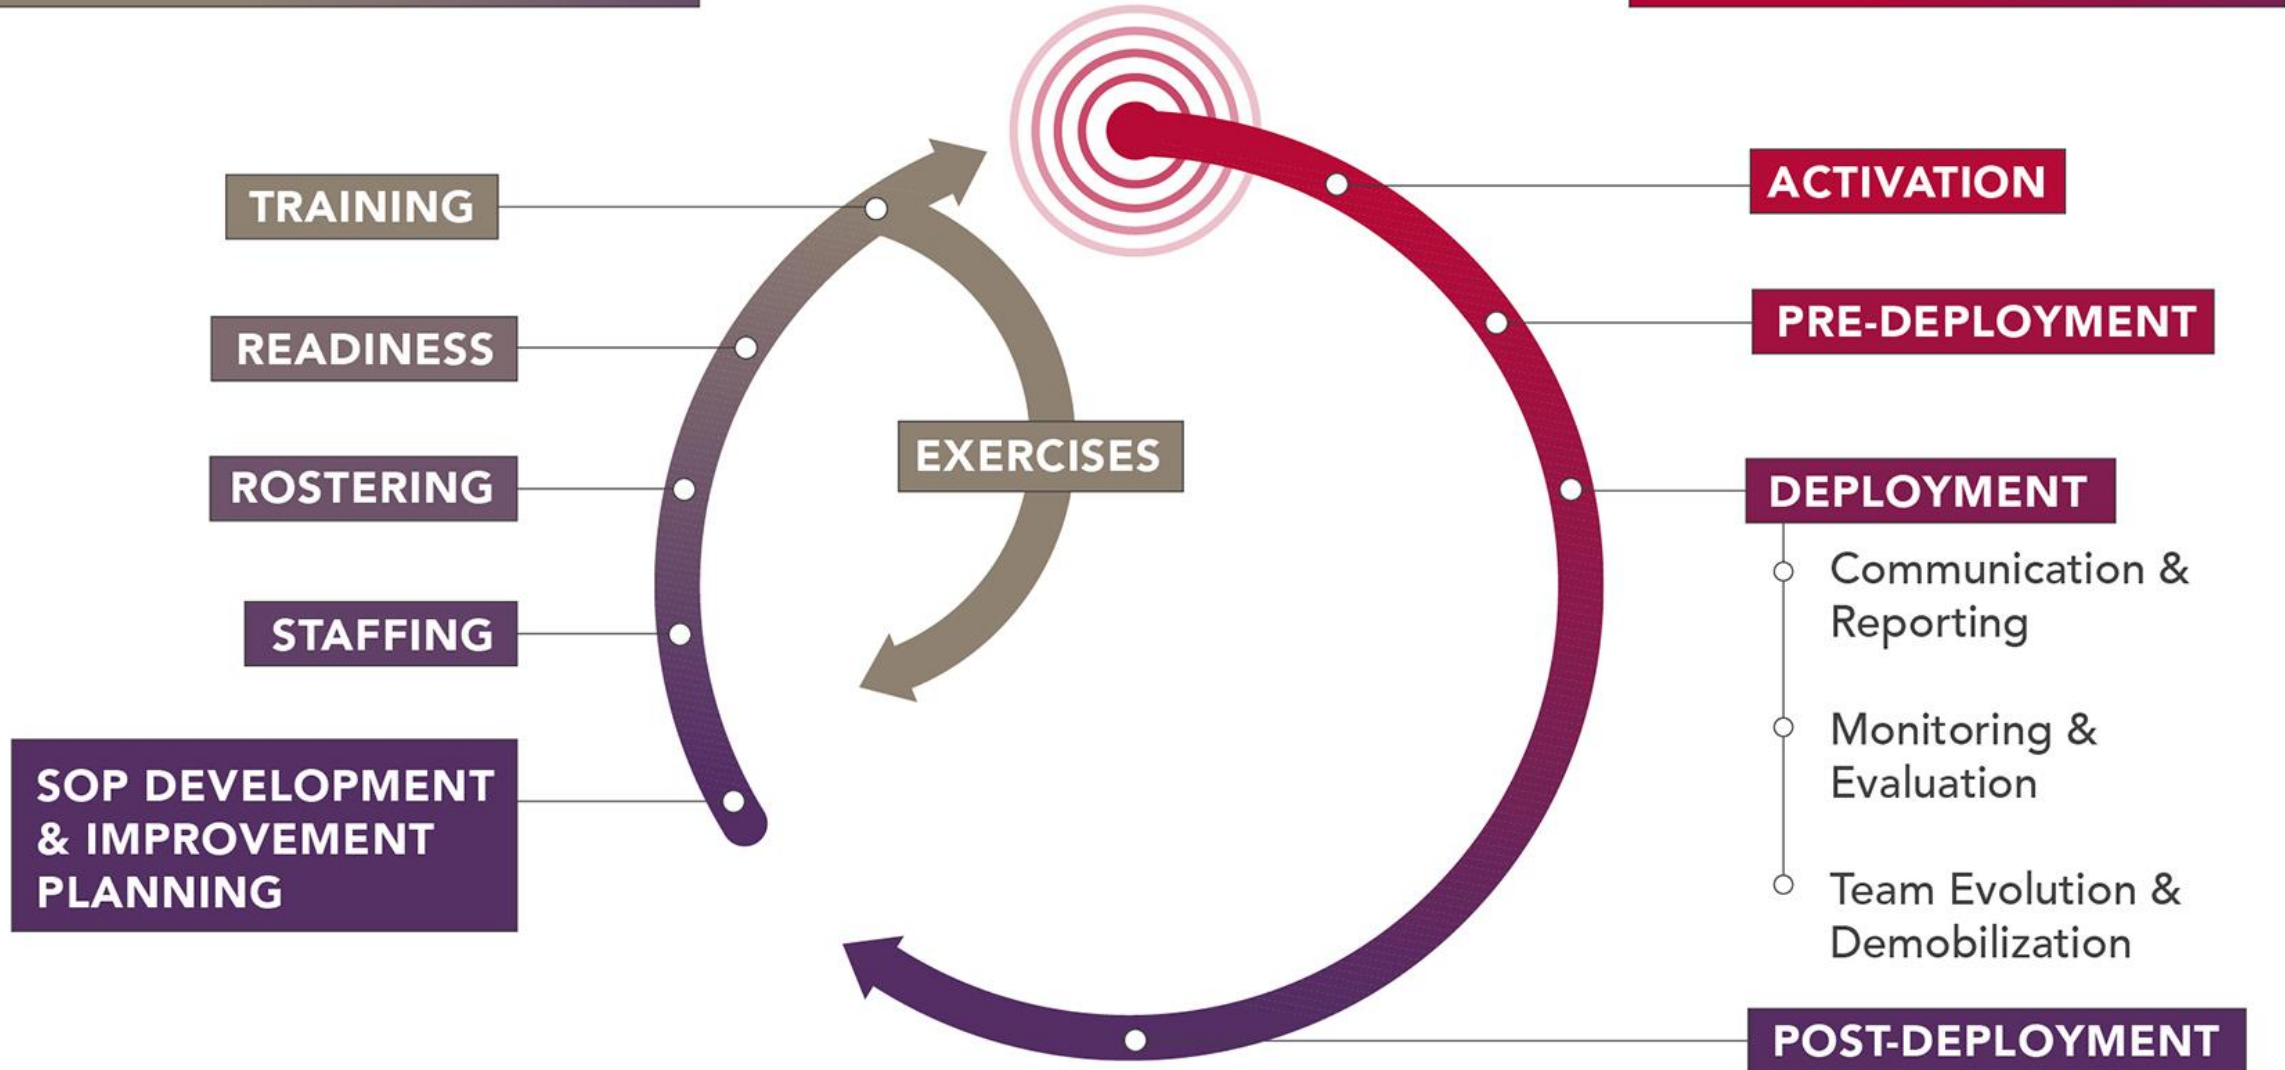 TRAINING
READINESS
ROSTERING
STAFFING
SOP DEVELOPMENT
& IMPROVEMENT
PLANNING
EXERCISES
ACTIVATION
PRE-DEPLOYMENT
DEPLOYMENT
Communication &
Reporting
Monitoring &
Evaluation
Team Evolution &
Demobilization
POST-DEPLOYMENT